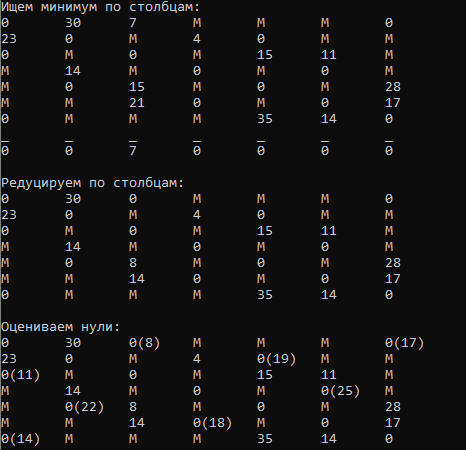 Ищем минимум по столбцам:
0 30 7 M M M 0
23 0 M 4 0 M M
0 M 0 M 15 11 M
M 14 M 0 M 0 M
M 0 15 M 0 M 28
M M 21 0 M 0 17
0 M M M 35 14 0
_ _ _ _ _ _ _
0 0 7 0 0 0 0
Редуцируем по столбцам:
0 30 0 M M M 0
23 0 M 4 0 M M
0 M 0 M 15 11 M
M 14 M 0 M 0 M
M 0 8 M 0 M 28
M M 14 0 M 0 17
0 M M M 35 14 0
Оцениваем нули:
0 30 0(8) M M M 0(17)
23 0 M 4 0(19) M M
0(11) M 0 M 15 11 M
M 14 M 0 M 0(25) M
M 0(22) 8 M 0 M 28
M M 14 0(18) M 0 17
0(14) M M M 35 14 0